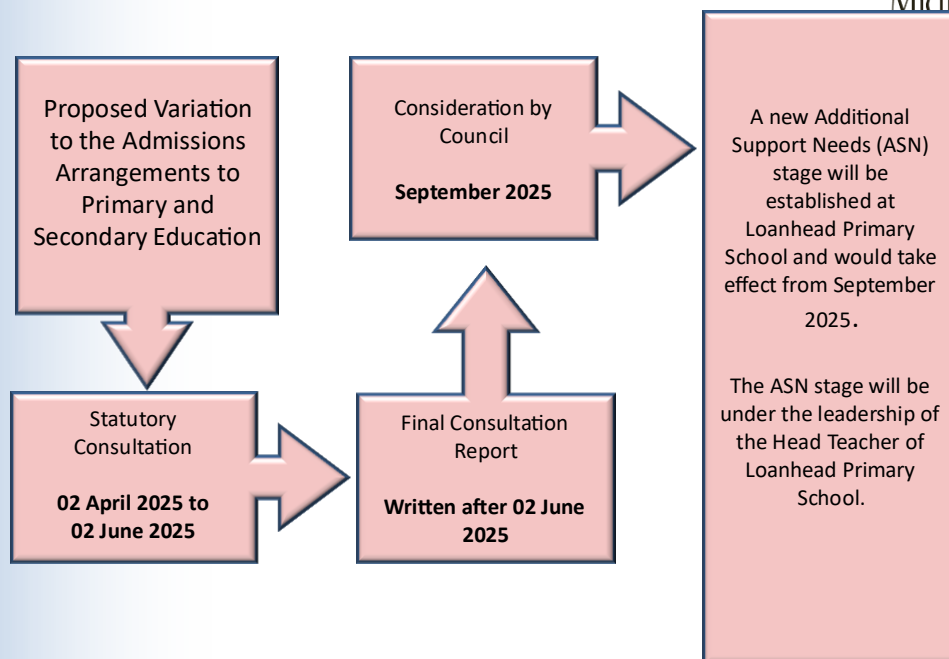 Proposed Variation
to the Admissions
Arrangements to
Primary and
Secondary Education
Statutory
Consultation
02 April 2025 to
02 June 2025
Final Consultation
Report
Written after 02 June
2025
Consideration by
Council
September 2025
A new Additional
Support Needs (ASN)
stage will be
established at
Loanhead Primary
School and would take
effect from September
2025.
The ASN stage will be
under the leadership of
the Head Teacher of
Loanhead Primary
School.